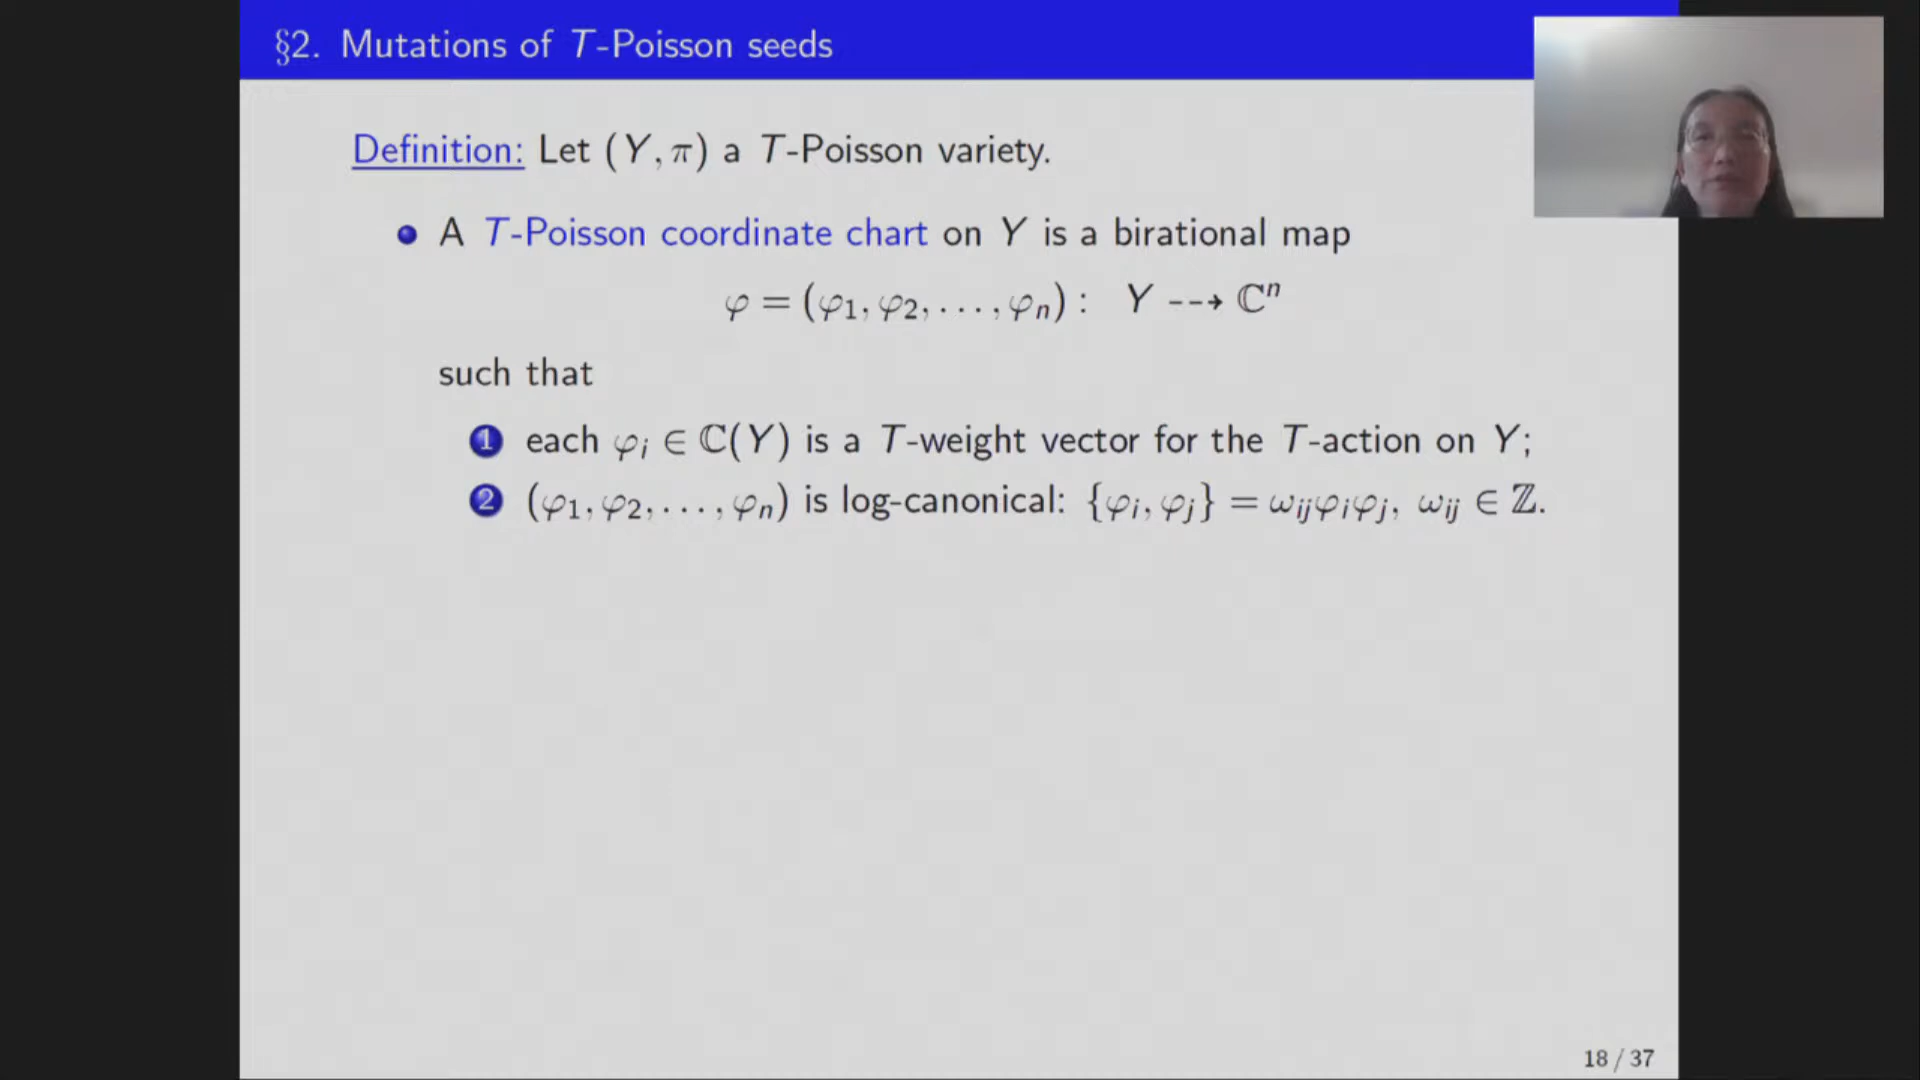 §2. Mutations of T-Poisson seeds
Definition: Let (Y, π) a T-Poisson variety.
A T-Poisson coordinate chart on Y is a birational map
φ = (φ₁, φ₂, . . . , φₙ) : Y ⇢ ℂⁿ
such that
1 each φᵢ ∈ ℂ(Y) is a T-weight vector for the T-action on Y;
2 (φ₁, φ₂, . . . , φₙ) is log-canonical: {φᵢ, φⱼ} = ωᵢⱼφᵢφⱼ, ωᵢⱼ ∈ ℤ.
18 / 37